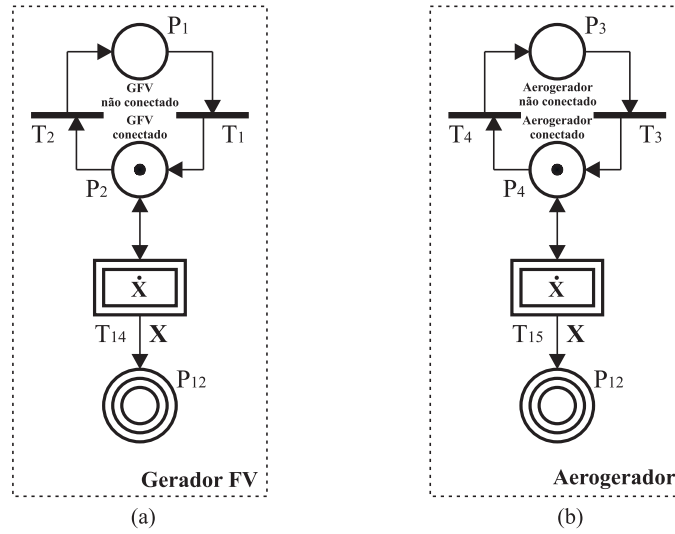 P1
GFV
não conectado
T2
T1
GFV
conectado
P2
Ẋ
T14
X
P12
Gerador FV
(a)
P3
Aerogerador
não conectado
T4
T3
Aerogerador
conectado
P4
Ẋ
T15
X
P12
Aerogerador
(b)